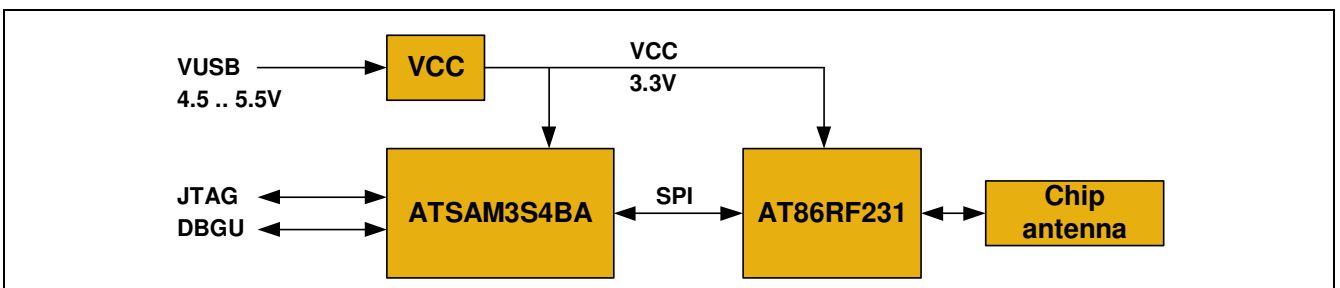 VUSB
4.5 .. 5.5V
VCC
VCC
3.3V
JTAG
DBGU
ATSAM3S4BA
SPI
AT86RF231
Chip
antenna